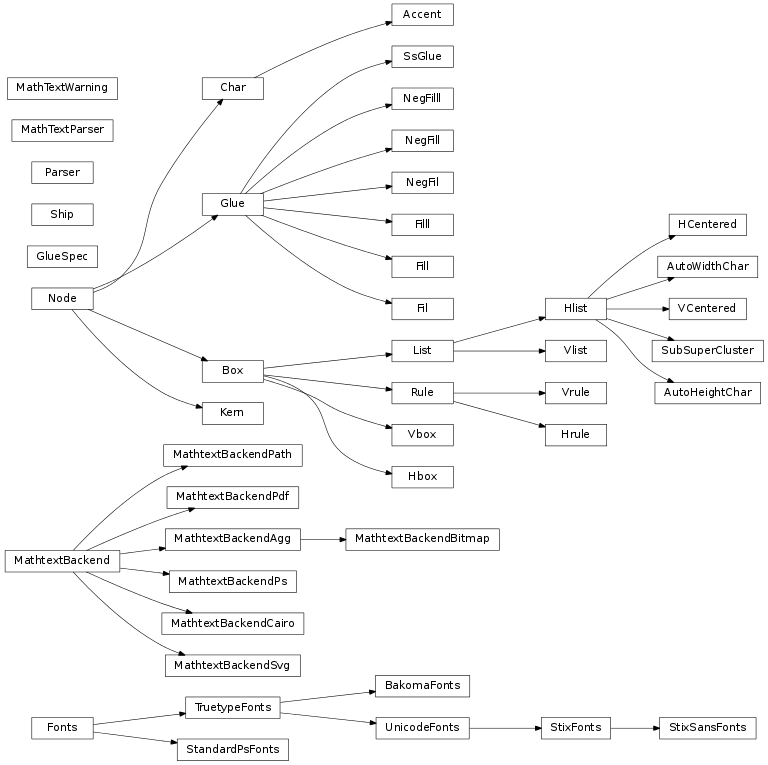 Accent
SsGlue
MathTextWarning
Char
NegFilll
MathTextParser
NegFill
Parser
NegFil
Glue
Ship
Filll
HCentered
GlueSpec
Fill
AutoWidthChar
Node
Fil
Hlist
VCentered
List
Vlist
SubSuperCluster
Box
Rule
Vrule
AutoHeightChar
Kern
Vbox
Hrule
MathtextBackendPath
Hbox
MathtextBackendPdf
MathtextBackendAgg
MathtextBackendBitmap
MathtextBackend
MathtextBackendPs
MathtextBackendCairo
MathtextBackendSvg
BakomaFonts
TruetypeFonts
Fonts
UnicodeFonts
StixFonts
StixSansFonts
StandardPsFonts